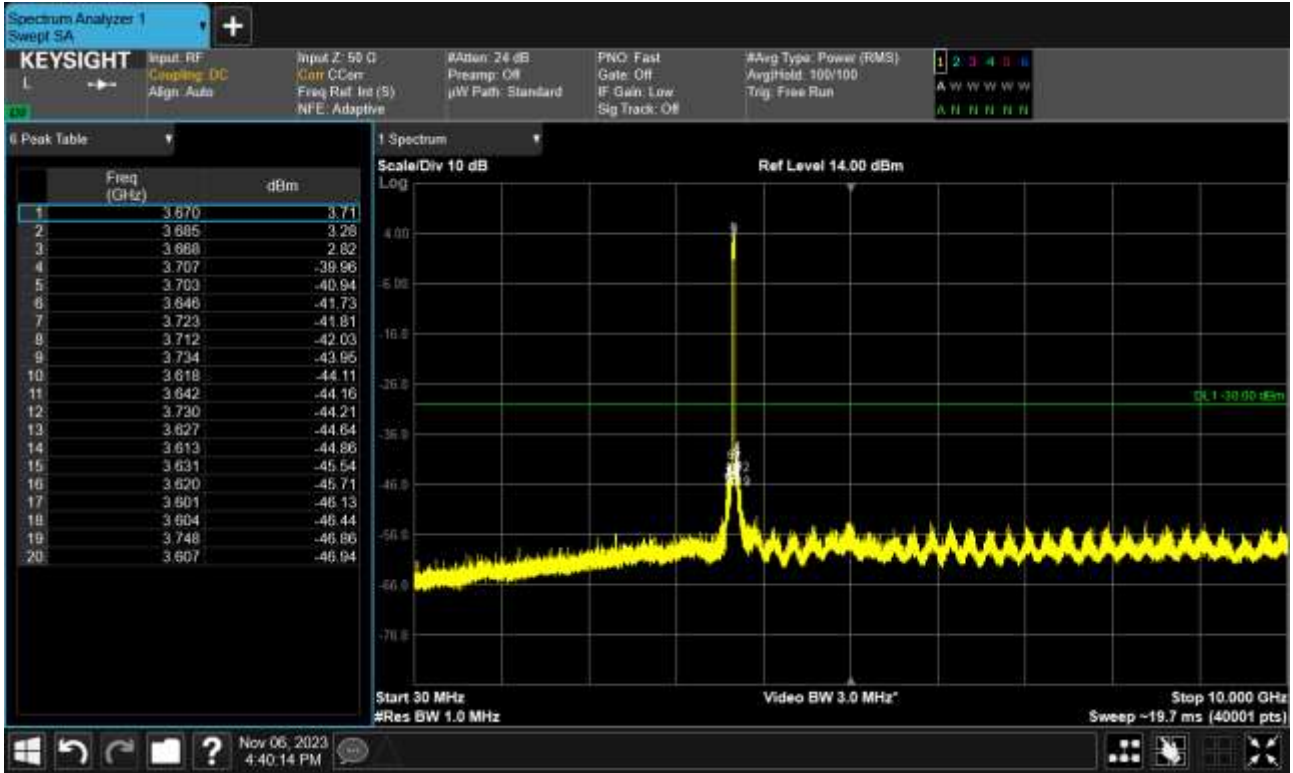 Spectrum Analyzer 1
Swept SA
+
KEYSIGHT
L
Input: RF
Coupling: DC
Align: Auto
Input Z: 50 Ω
Corr CCorr
Freq Ref: Int (S)
NFE: Adaptive
#Atten: 24 dB
Preamp: Off
µW Path: Standard
PNO: Fast
Gate: Off
IF Gain: Low
Sig Track: Off
#Avg Type: Power (RMS)
Avg|Hold: 100/100
Trig: Free Run
1 2 3 4 5 6
A W W W W W
A N N N N N
6 Peak Table
Freq (GHz) dBm
1 3.670 3.71
2 3.685 3.28
3 3.668 2.82
4 3.707 -39.96
5 3.703 -40.94
6 3.646 -41.73
7 3.723 -41.81
8 3.712 -42.03
9 3.734 -43.95
10 3.618 -44.11
11 3.642 -44.16
12 3.730 -44.21
13 3.627 -44.64
14 3.613 -44.86
15 3.631 -45.54
16 3.620 -45.71
17 3.601 -46.13
18 3.604 -46.44
19 3.748 -46.86
20 3.607 -46.94
1 Spectrum
Scale/Div 10 dB
Ref Level 14.00 dBm
Log
4.00
-6.00
-16.0
-26.0
DL1 -30.00 dBm
-36.0
-46.0
-56.0
-66.0
-76.0
Start 30 MHz
Video BW 3.0 MHz*
Stop 10.000 GHz
#Res BW 1.0 MHz
Sweep ~19.7 ms (40001 pts)
?
Nov 06, 2023
4:40:14 PM